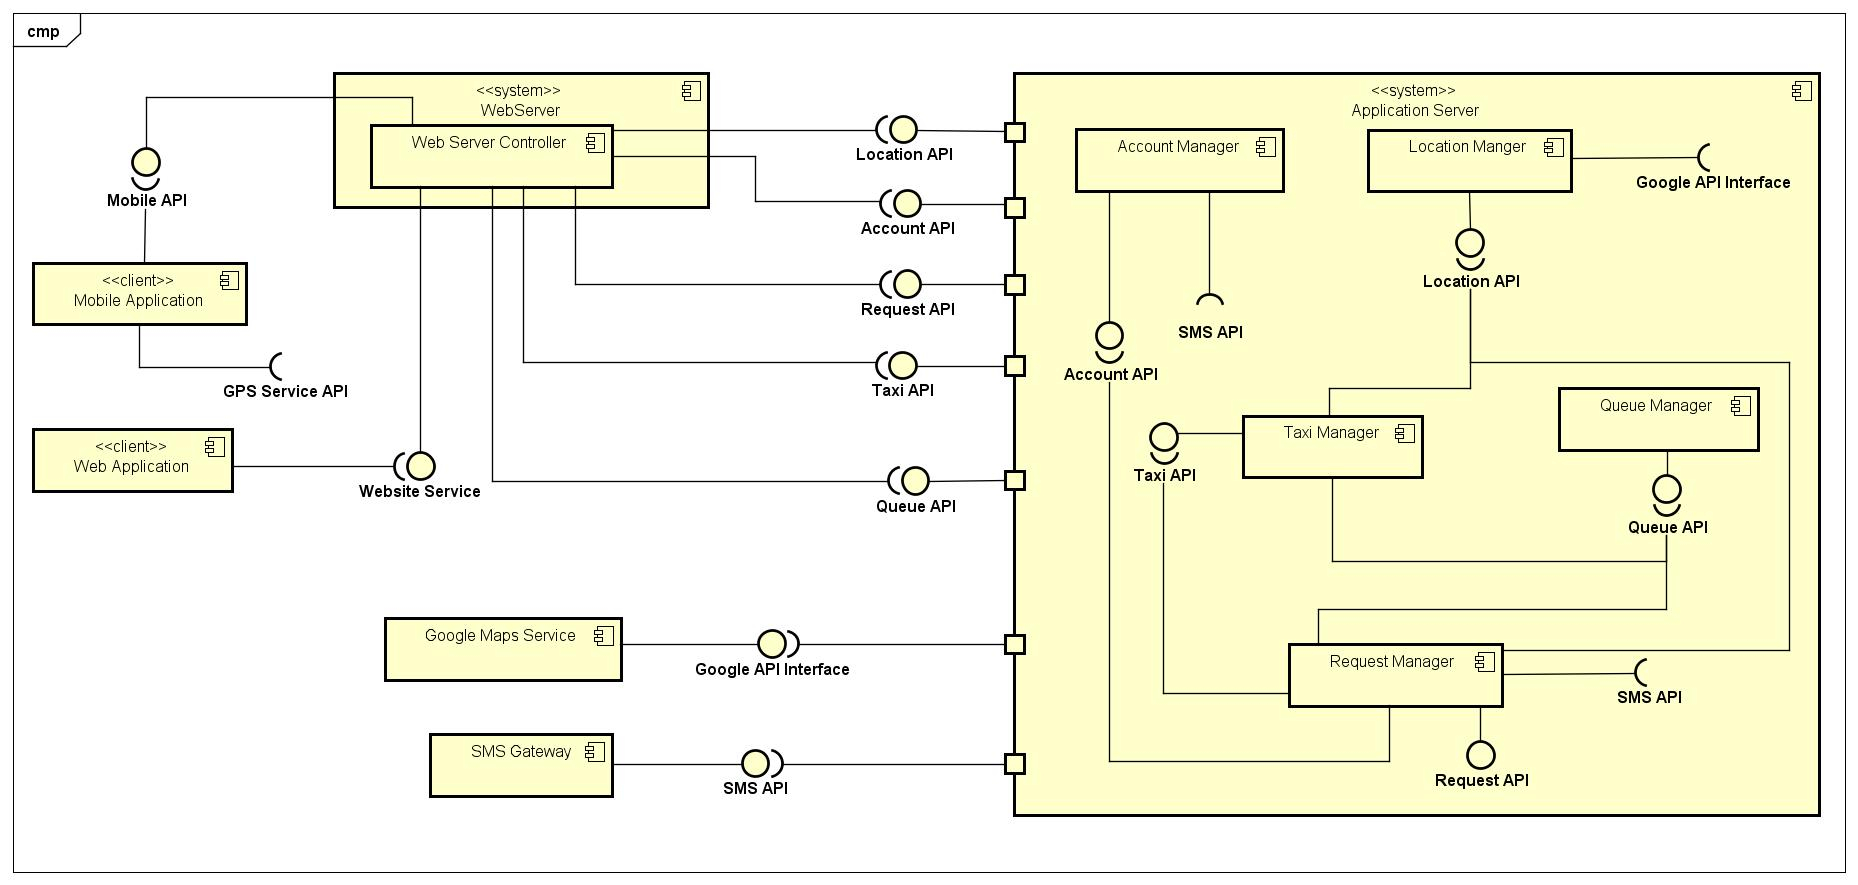 cmp
<<system>>
WebServer
Web Server Controller
<<system>>
Application Server
Account Manager
Location Manger
Location API
Google API Interface
Mobile API
Account API
<<client>>
Mobile Application
Location API
Request API
SMS API
Account API
GPS Service API
Taxi API
Queue Manager
<<client>>
Web Application
Taxi Manager
Taxi API
Website Service
Queue API
Queue API
Google Maps Service
Google API Interface
Request Manager
SMS API
SMS Gateway
SMS API
Request API